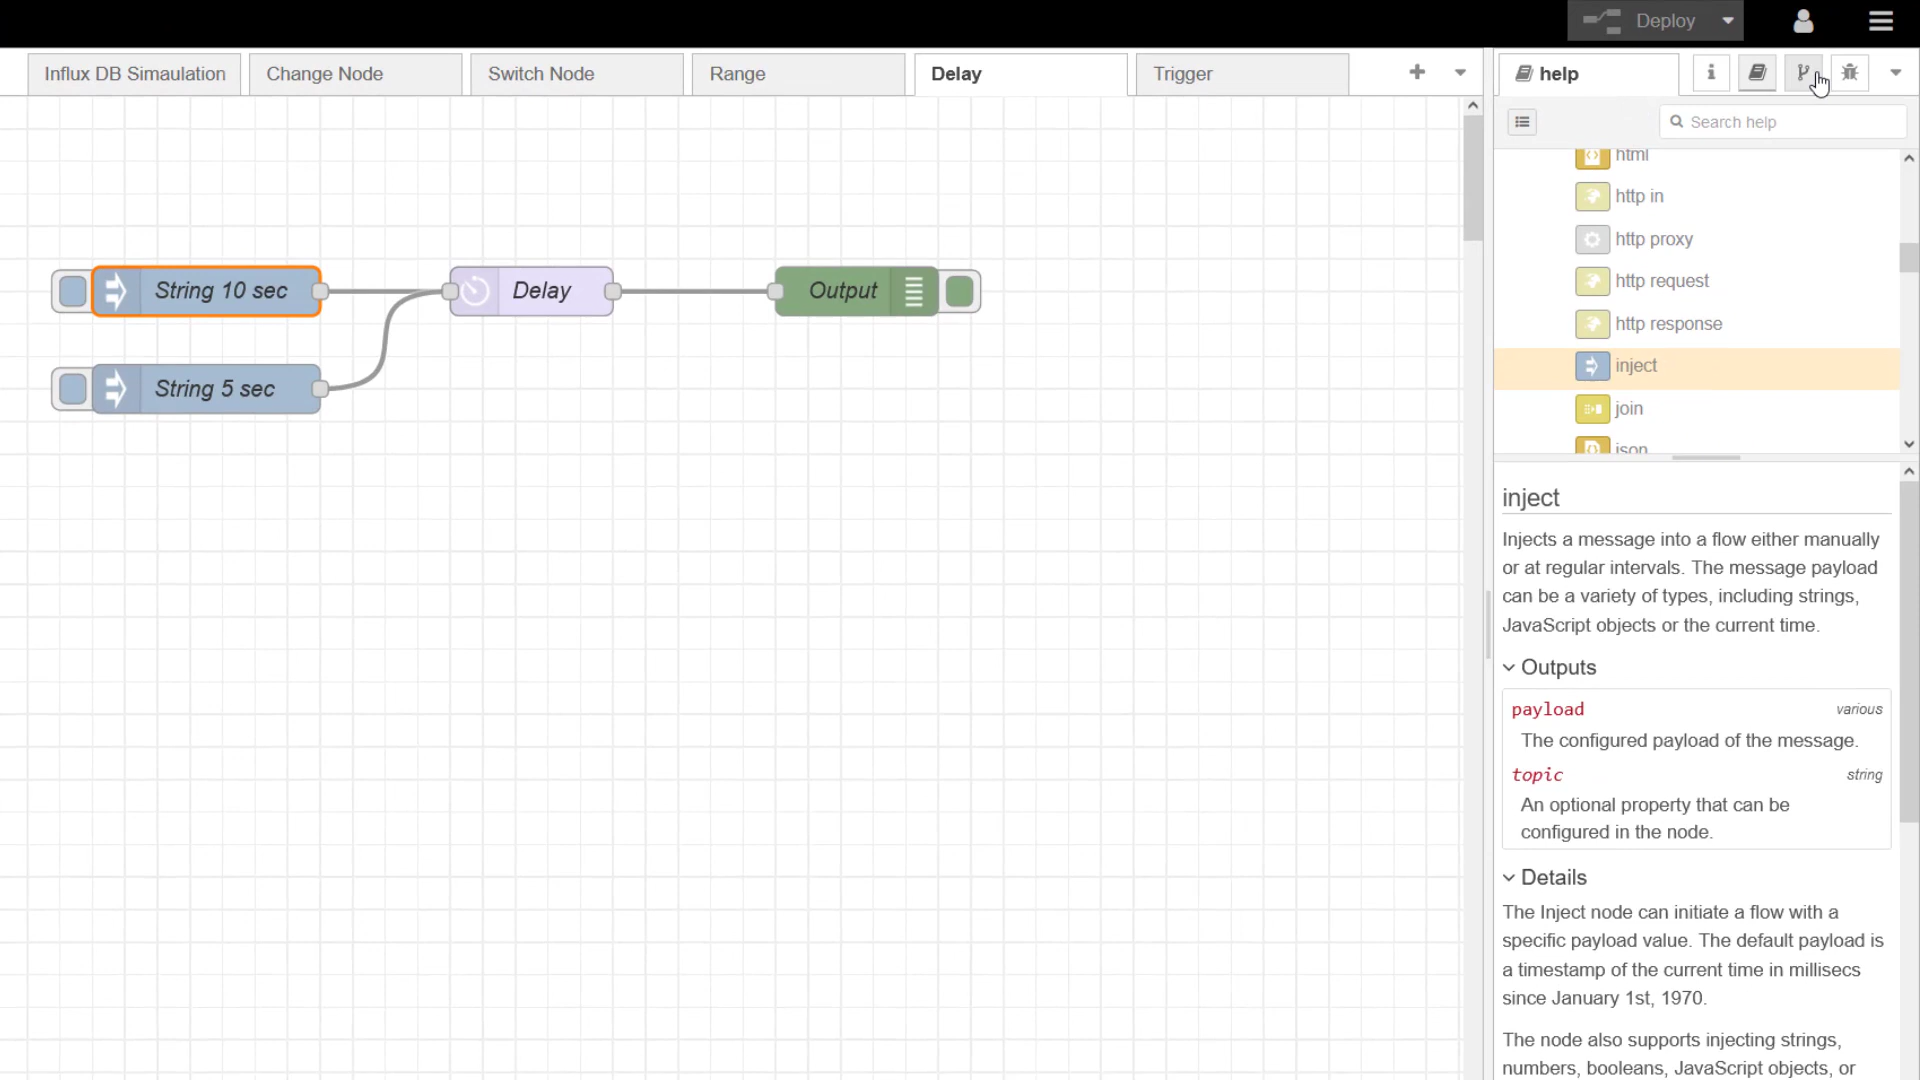 Deploy
Influx DB Simaulation
Change Node
Switch Node
Range
Delay
Trigger
help
Search help
html
http in
http proxy
http request
http response
inject
join
json
String 10 sec
Delay
Output
String 5 sec
inject
Injects a message into a flow either manually
or at regular intervals. The message payload
can be a variety of types, including strings,
JavaScript objects or the current time.
Outputs
payload various
The configured payload of the message.
topic string
An optional property that can be
configured in the node.
Details
The Inject node can initiate a flow with a
specific payload value. The default payload is
a timestamp of the current time in millisecs
since January 1st, 1970.
The node also supports injecting strings,
numbers, booleans, JavaScript objects, or